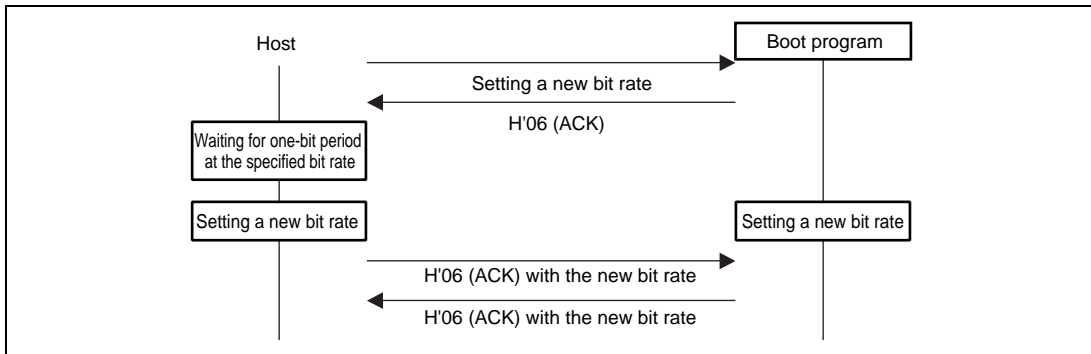 Host
Boot program
Setting a new bit rate
H'06 (ACK)
Waiting for one-bit period
at the specified bit rate
Setting a new bit rate
Setting a new bit rate
H'06 (ACK) with the new bit rate
H'06 (ACK) with the new bit rate